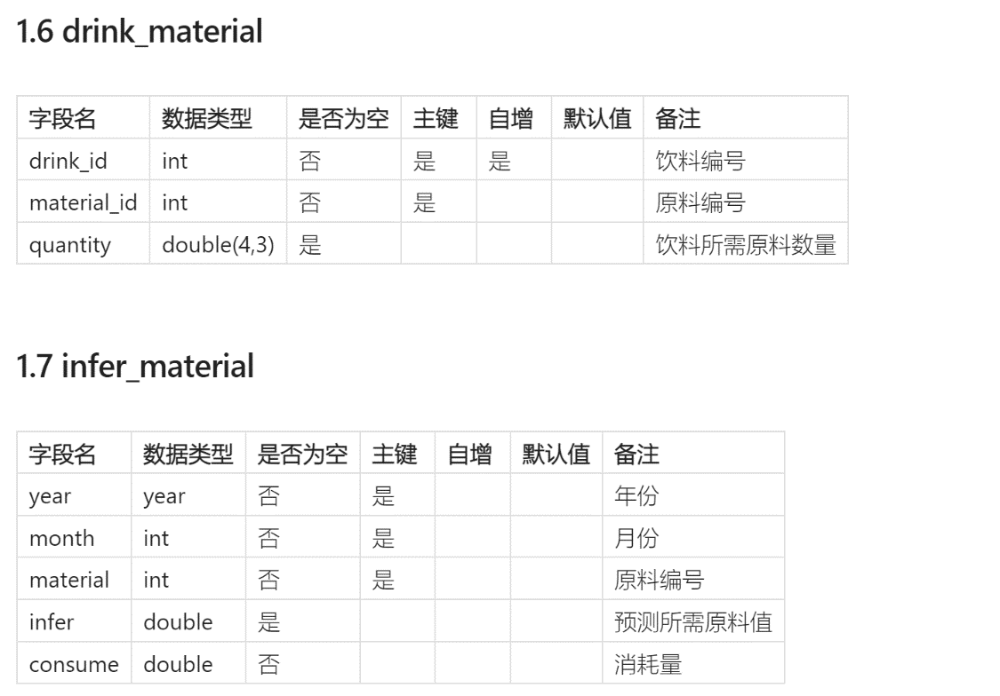 1.6 drink_material
字段名 数据类型 是否为空 主键 自增 默认值 备注
drink_id int 否 是 是 饮料编号
material_id int 否 是 原料编号
quantity double(4,3) 是 饮料所需原料数量
1.7 infer_material
字段名 数据类型 是否为空 主键 自增 默认值 备注
year year 否 是 年份
month int 否 是 月份
material int 否 是 原料编号
infer double 是 预测所需原料值
consume double 否 消耗量